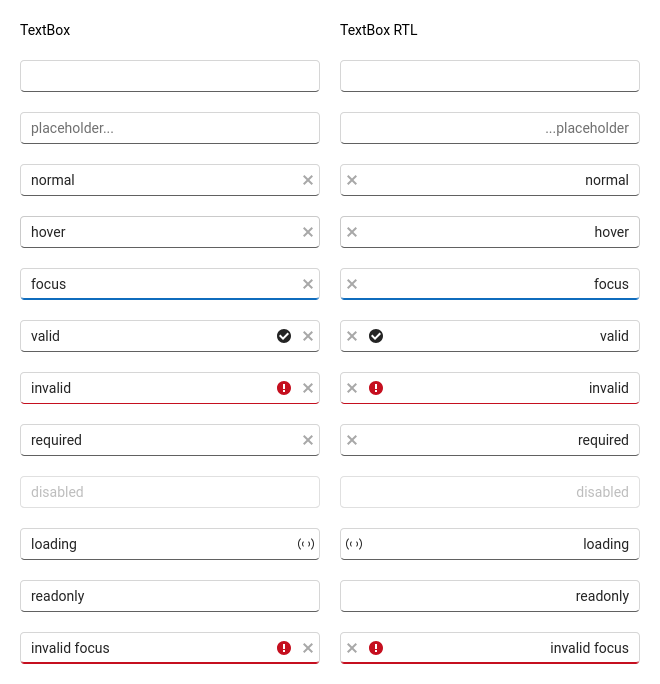 TextBox TextBox RTL
placeholder... ...placeholder
normal normal
hover hover
focus focus
valid valid
invalid invalid
required required
disabled disabled
loading loading
readonly readonly
invalid focus invalid focus